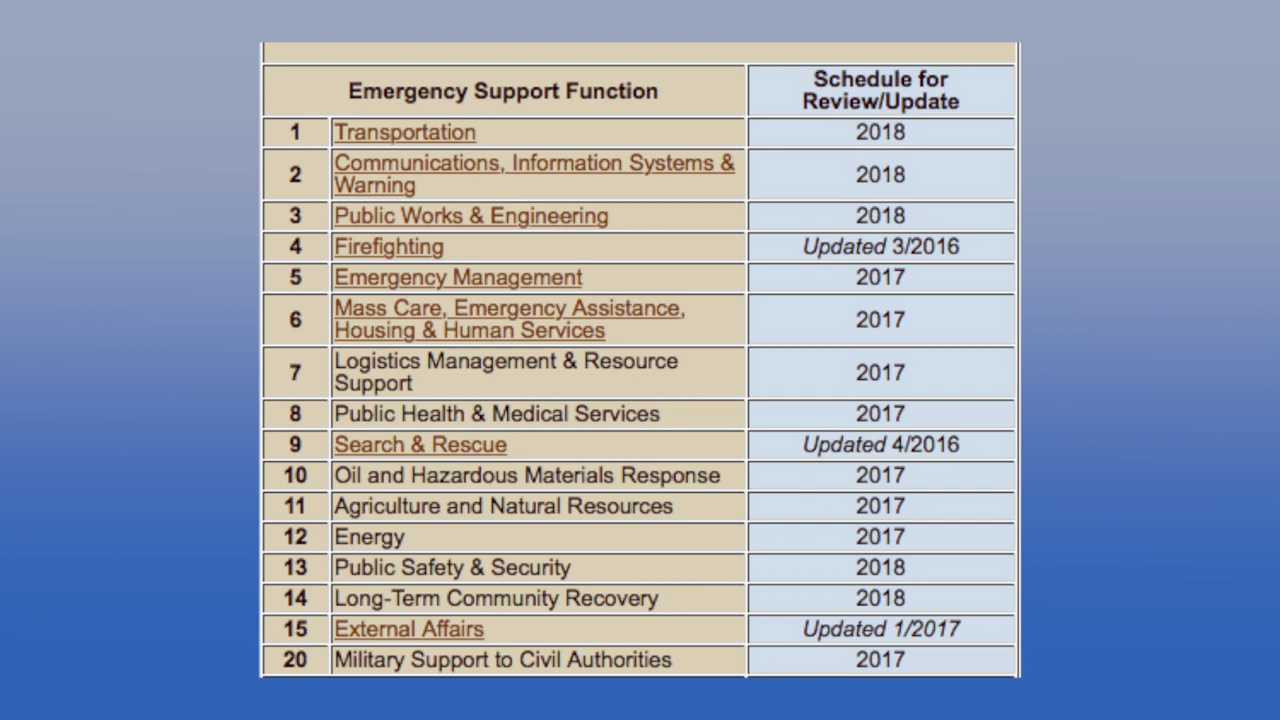 Emergency Support Function
Schedule for
Review/Update
1 Transportation 2018
2 Communications, Information Systems &
Warning 2018
3 Public Works & Engineering 2018
4 Firefighting Updated 3/2016
5 Emergency Management 2017
6 Mass Care, Emergency Assistance,
Housing & Human Services 2017
7 Logistics Management & Resource
Support 2017
8 Public Health & Medical Services 2017
9 Search & Rescue Updated 4/2016
10 Oil and Hazardous Materials Response 2017
11 Agriculture and Natural Resources 2017
12 Energy 2017
13 Public Safety & Security 2018
14 Long-Term Community Recovery 2018
15 External Affairs Updated 1/2017
20 Military Support to Civil Authorities 2017